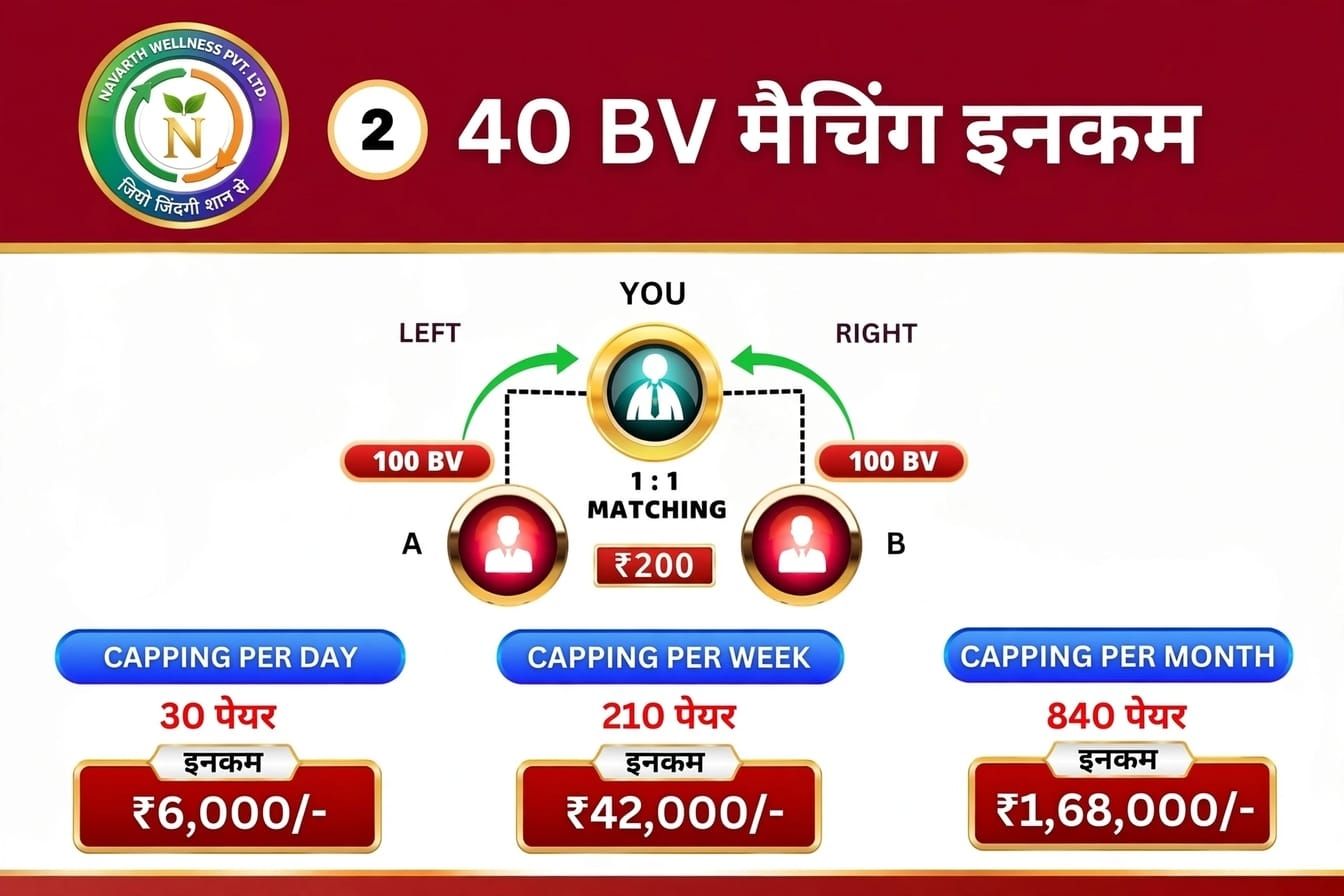 NAVARTH WELLNESS PVT. LTD.
N
जियो जिंदगी शान से
2 40 BV मैचिंग इनकम
YOU
LEFT
RIGHT
100 BV
100 BV
1 : 1
MATCHING
A
B
₹200
CAPPING PER DAY
30 पेयर
इनकम
₹6,000/-
CAPPING PER WEEK
210 पेयर
इनकम
₹42,000/-
CAPPING PER MONTH
840 पेयर
इनकम
₹1,68,000/-